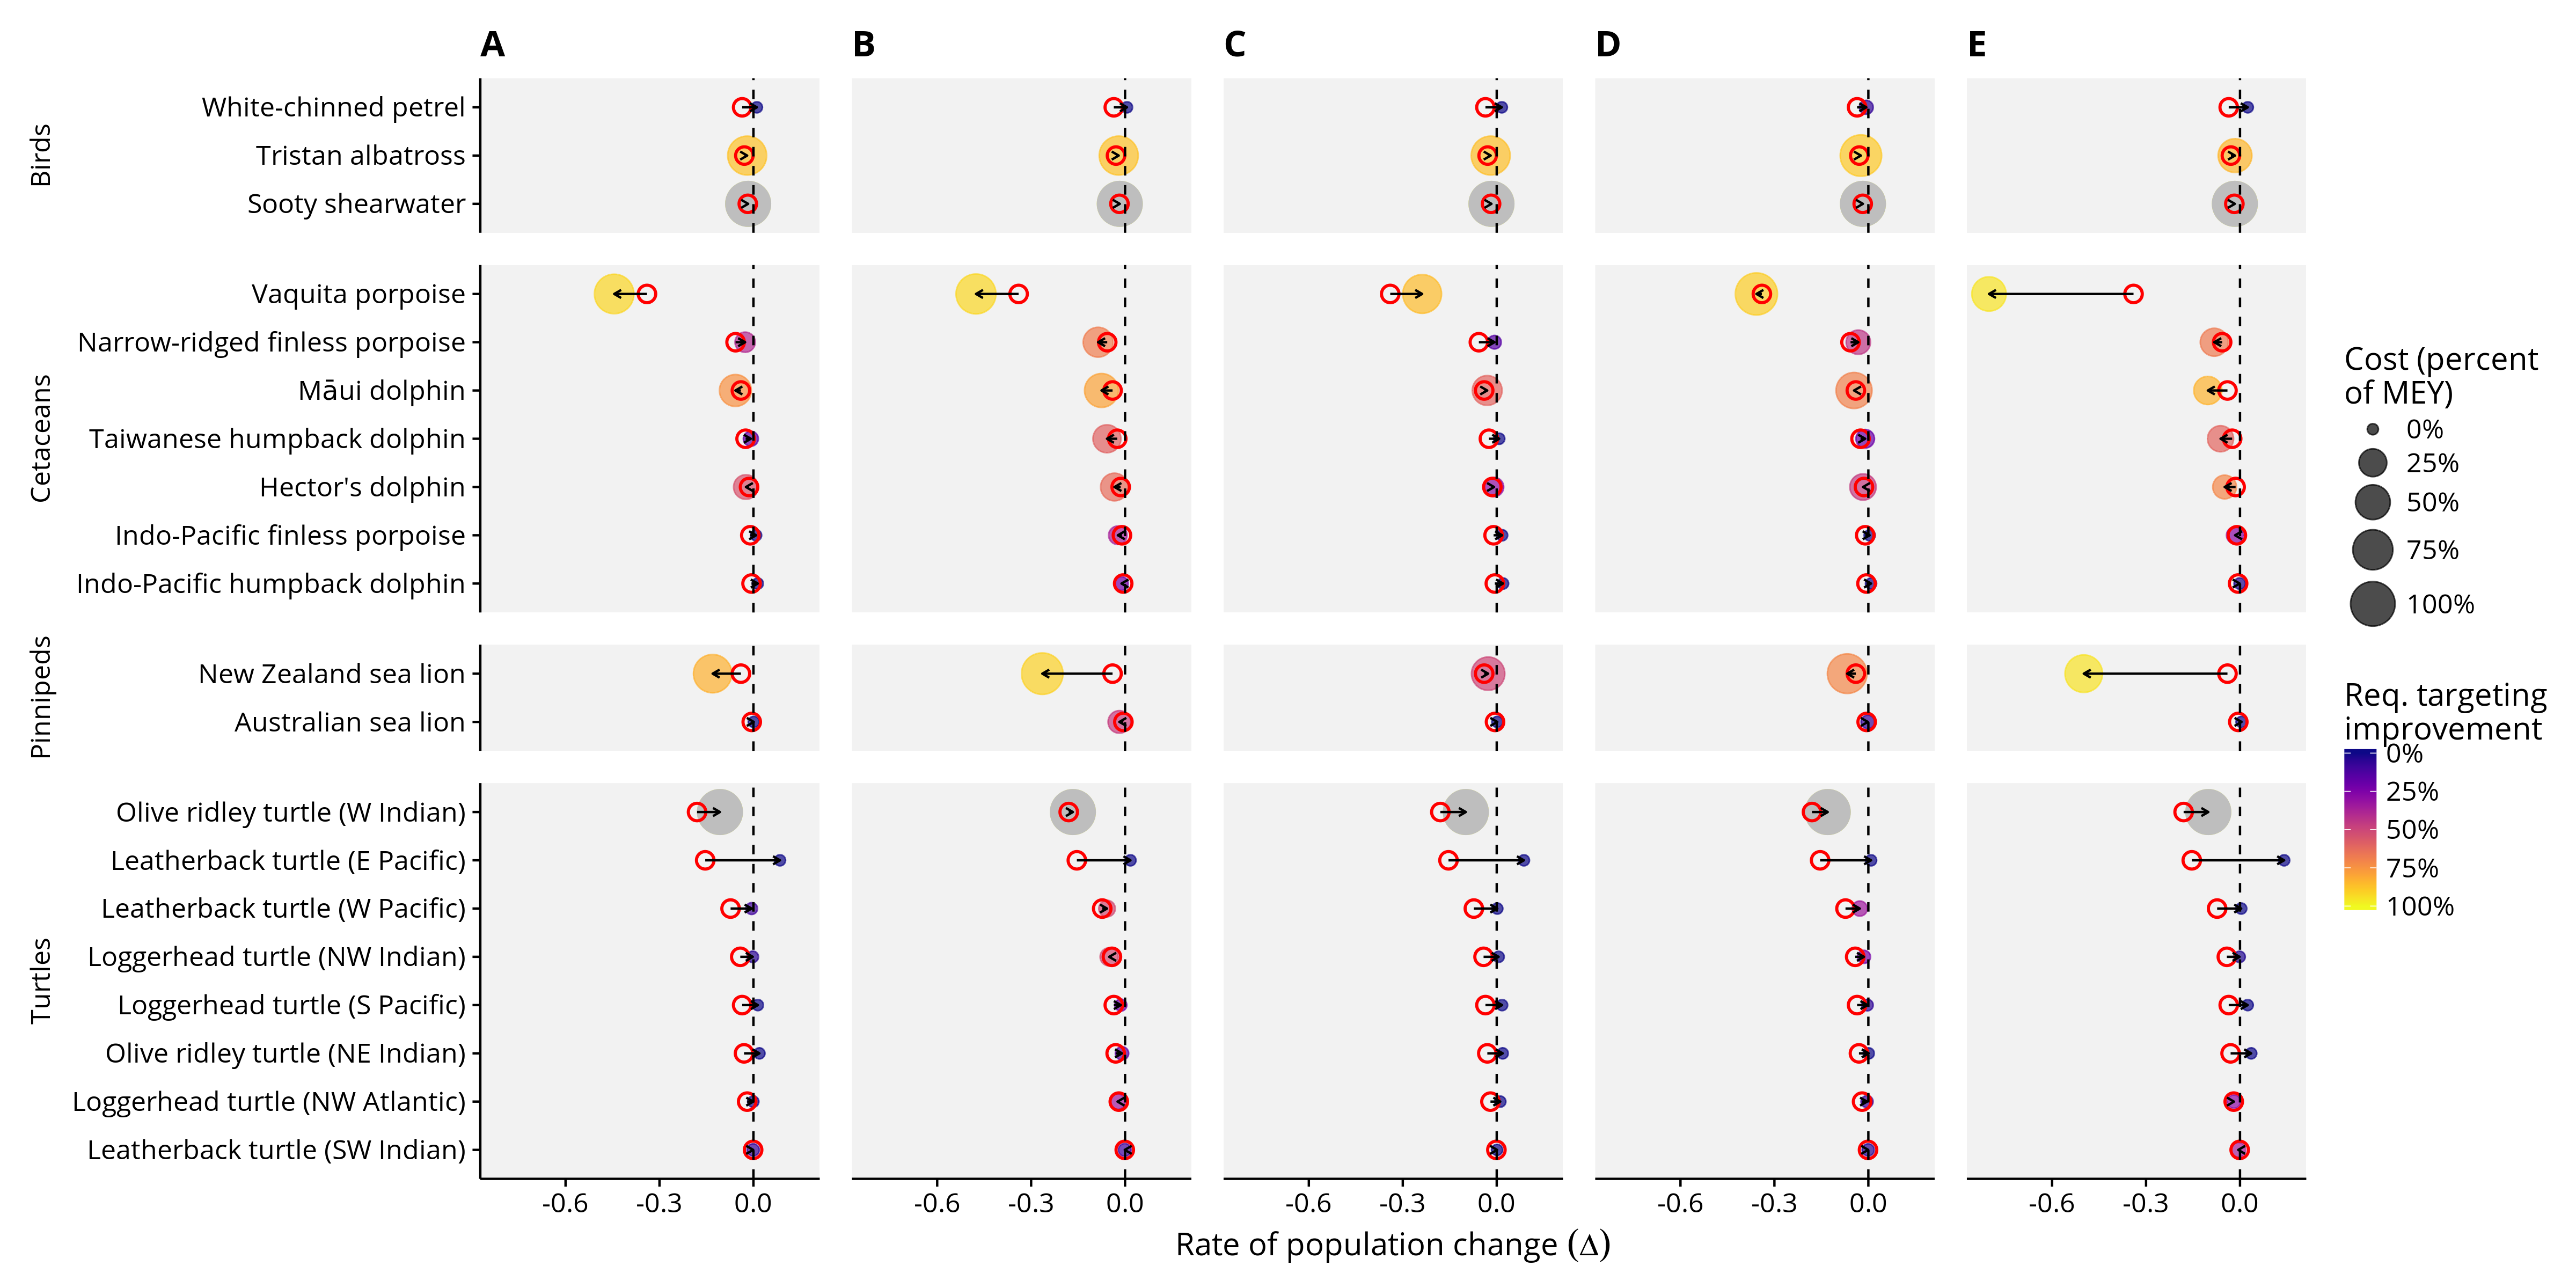 A B C D E
Birds
White-chinned petrel
Tristan albatross
Sooty shearwater
Cetaceans
Vaquita porpoise
Narrow-ridged finless porpoise
Māui dolphin
Taiwanese humpback dolphin
Hector's dolphin
Indo-Pacific finless porpoise
Indo-Pacific humpback dolphin
Pinnipeds
New Zealand sea lion
Australian sea lion
Turtles
Olive ridley turtle (W Indian)
Leatherback turtle (E Pacific)
Leatherback turtle (W Pacific)
Loggerhead turtle (NW Indian)
Loggerhead turtle (S Pacific)
Olive ridley turtle (NE Indian)
Loggerhead turtle (NW Atlantic)
Leatherback turtle (SW Indian)
-0.6 -0.3 0.0 -0.6 -0.3 0.0 -0.6 -0.3 0.0 -0.6 -0.3 0.0 -0.6 -0.3 0.0
Rate of population change (Δ)
Cost (percent
of MEY)
0%
25%
50%
75%
100%
Req. targeting
improvement
0%
25%
50%
75%
100%